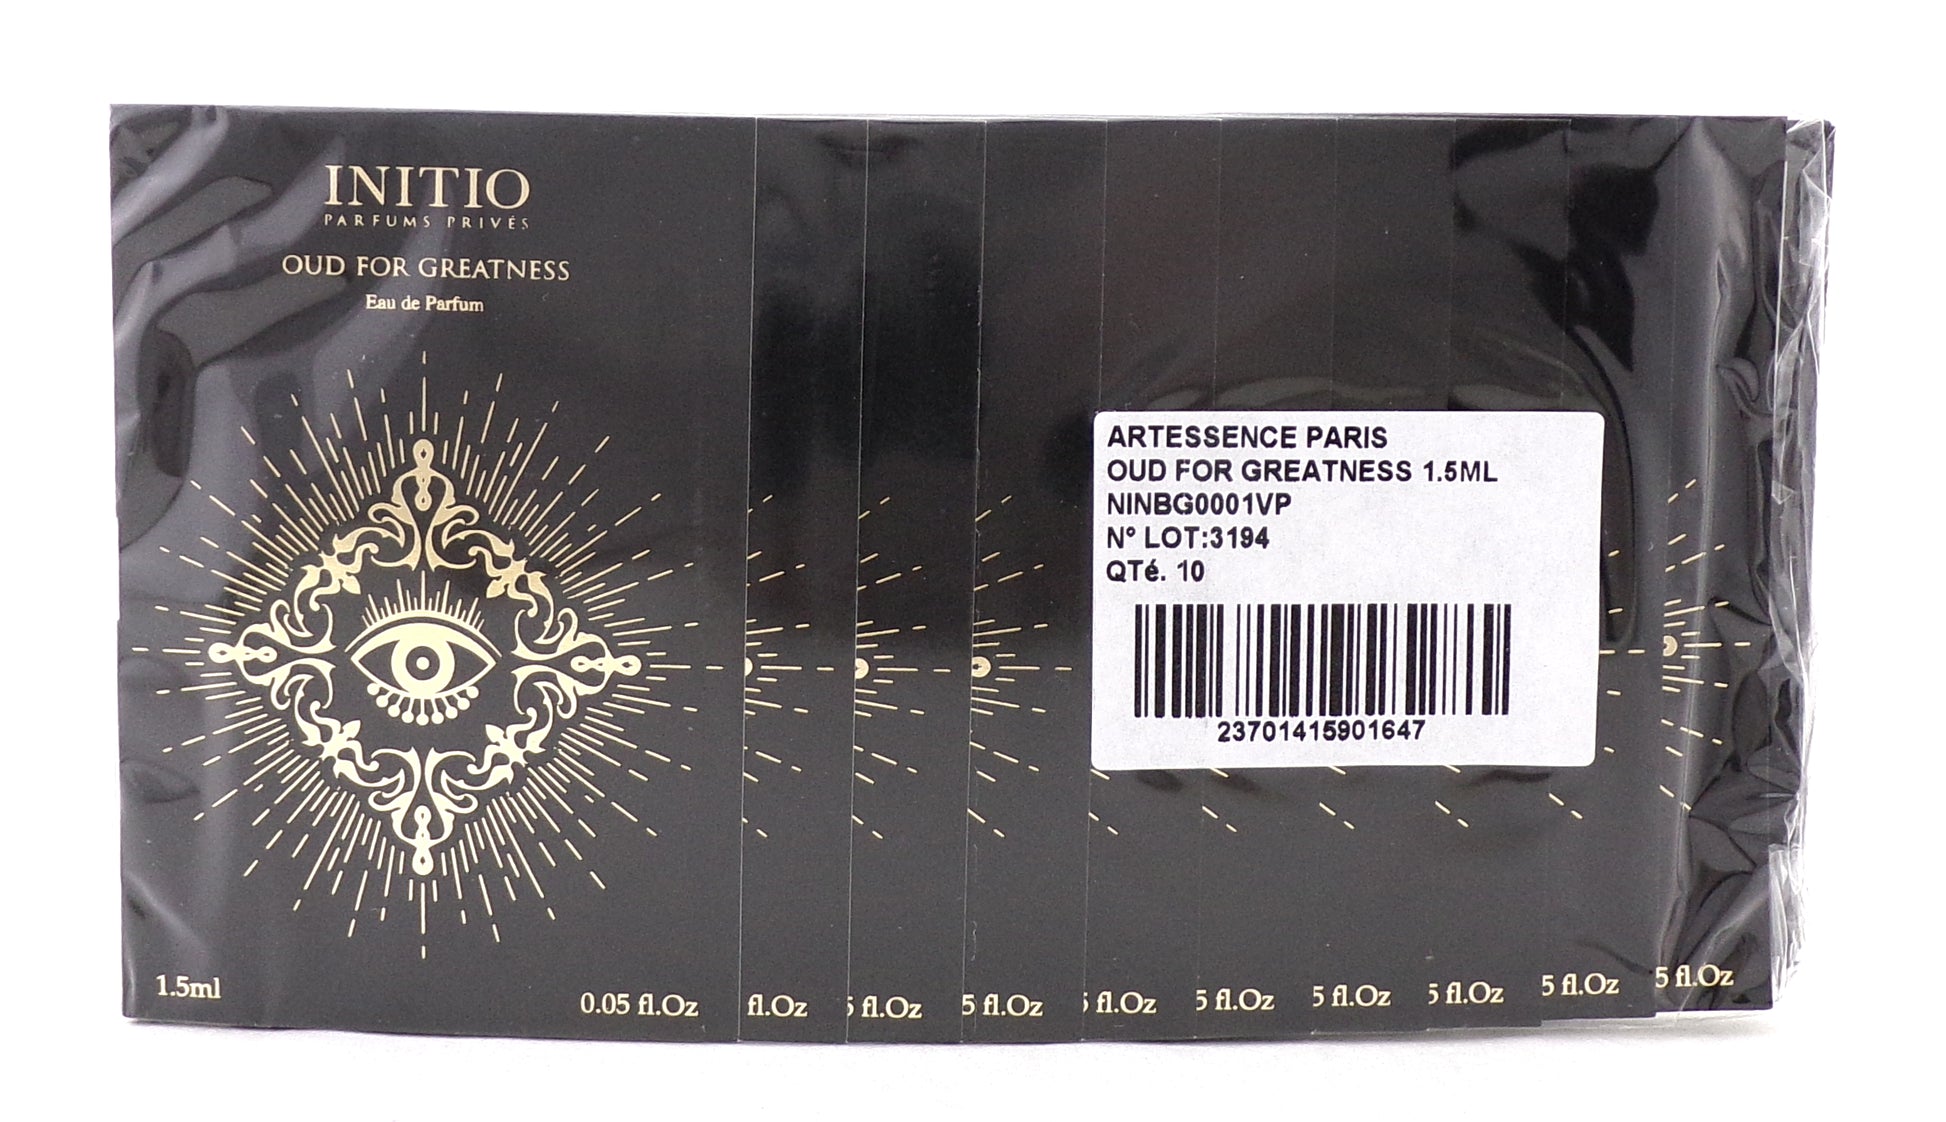 INITIO
PARFUMS PRIVÉS
OUD FOR GREATNESS
Eau de Parfum
1.5ml
0.05 fl.Oz
fl.Oz
5 fl.Oz
5 fl.Oz
5 fl.Oz
5 fl.Oz
5 fl.Oz
5 fl.Oz
5 fl.Oz
5 fl.Oz
ARTESSENCE PARIS
OUD FOR GREATNESS 1.5ML
NINBG0001VP
N° LOT:3194
QTé. 10
23701415901647